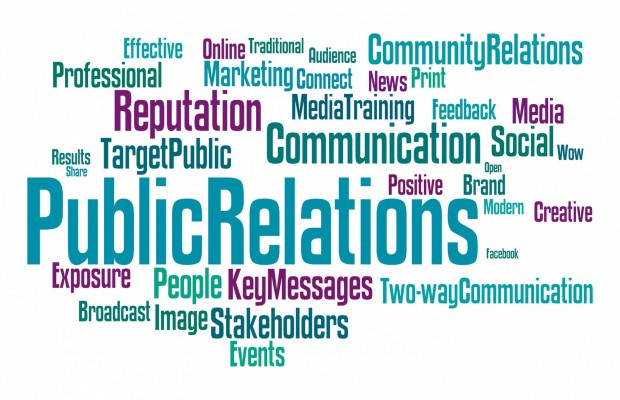 Effective Online Traditional Audience CommunityRelations
Professional Marketing Connect News Print
Reputation MediaTraining Feedback Media
Results Share TargetPublic Communication Social Wow
Open
Positive Brand
PublicRelations Modern Creative
Facebook
Exposure People KeyMessages Two-wayCommunication
Broadcast Image Stakeholders
Events